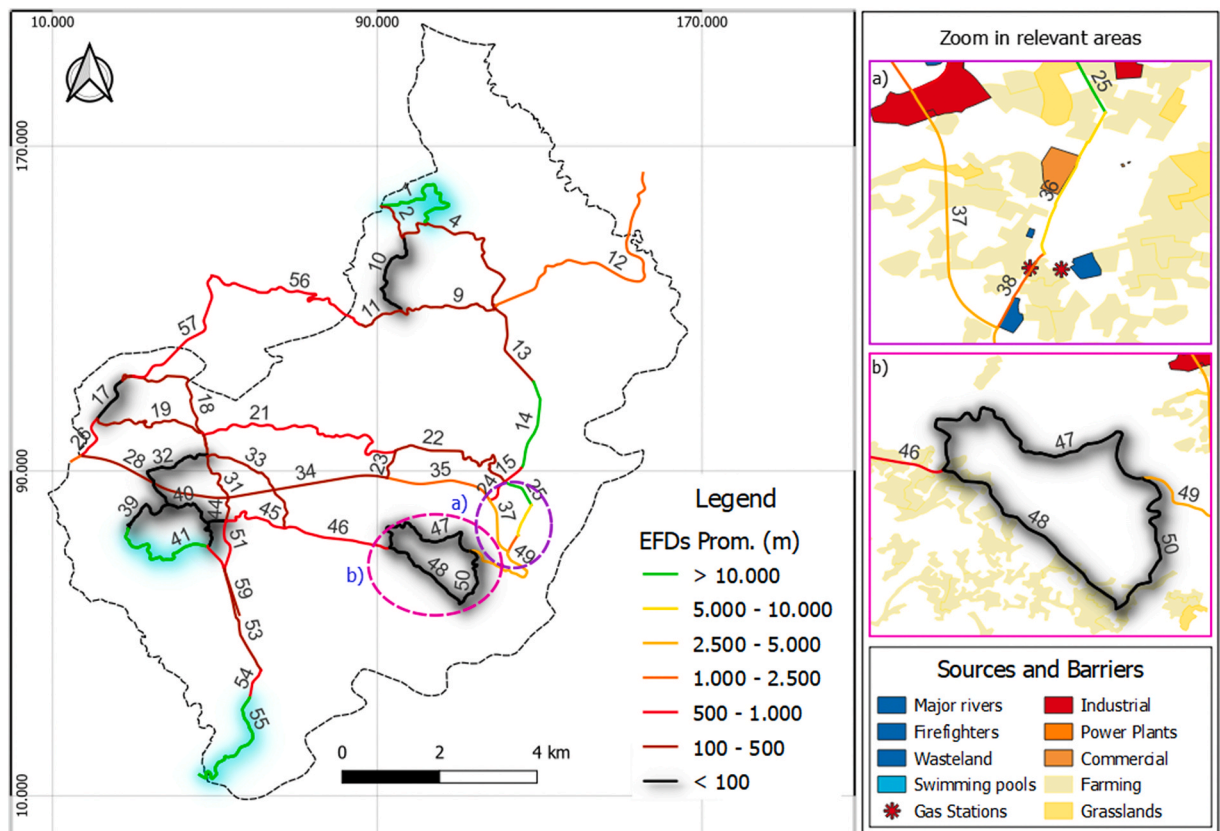 10.000
90.000
170.000
170.000
90.000
10.000
1
2
4
10
12
9
11
56
57
13
14
17
18
19
21
22
26
28
32
33
31
34
23
35
15
24
25
37
39
40
44
45
41
51
46
47
48
50
49
59
53
54
55
a)
b)
0
2
4 km
Legend
EFDs Prom. (m)
> 10.000
5.000 - 10.000
2.500 - 5.000
1.000 - 2.500
500 - 1.000
100 - 500
< 100
Zoom in relevant areas
a)
25
36
37
38
b)
46
47
48
49
50
Sources and Barriers
Major rivers
Firefighters
Wasteland
Swimming pools
Gas Stations
Industrial
Power Plants
Commercial
Farming
Grasslands